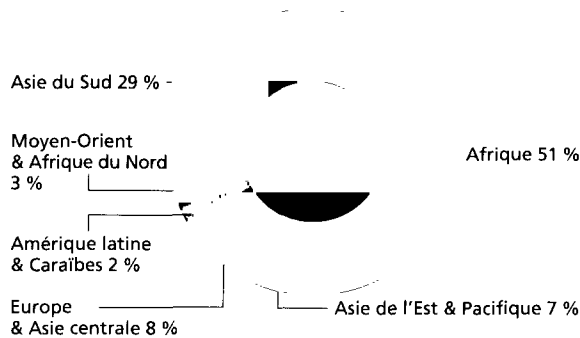 Asie du Sud 29 %
Moyen-Orient
& Afrique du Nord
3 %
Afrique 51 %
Amérique latine
& Caraïbes 2 %
Europe
& Asie centrale 8 %
Asie de l'Est & Pacifique 7 %